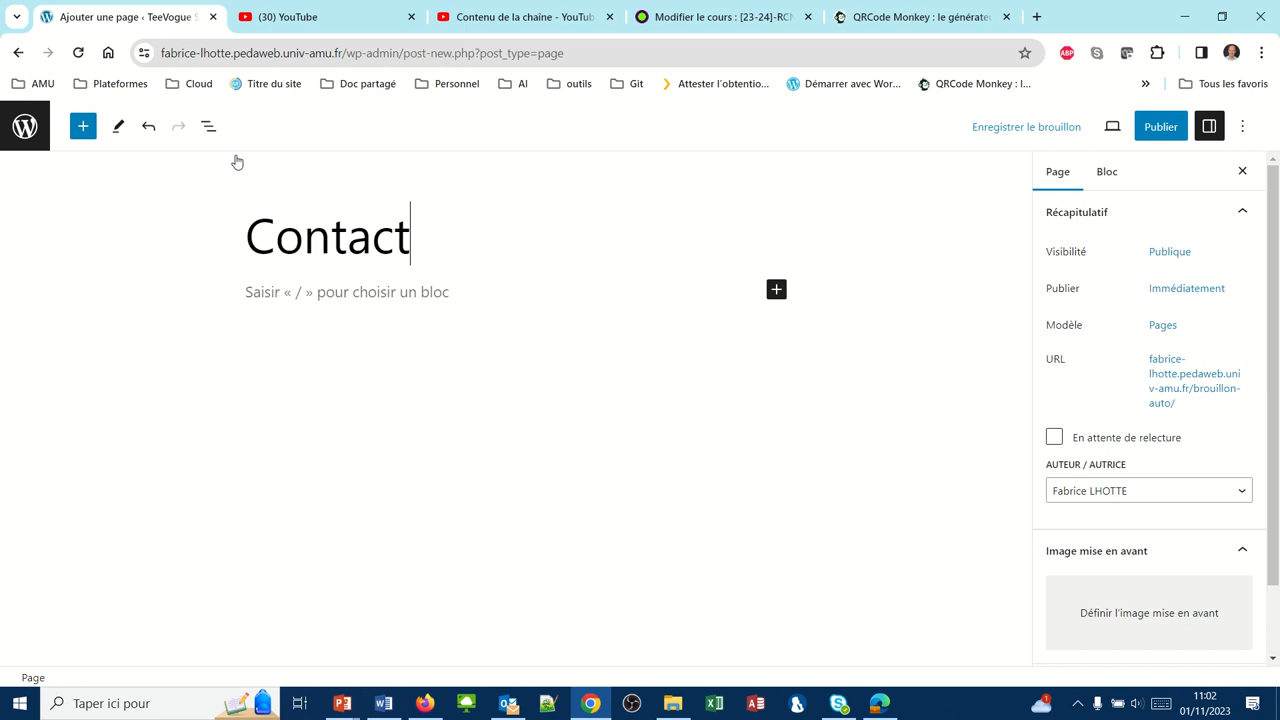 Ajouter une page ‹ TeeVogue S
(30) YouTube
Contenu de la chaîne - YouTub
Modifier le cours : [23-24]-RCN
QRCode Monkey : le générateu
fabrice-lhotte.pedaweb.univ-amu.fr/wp-admin/post-new.php?post_type=page
ABP
AMU
Plateformes
Cloud
Titre du site
Doc partagé
Personnel
AI
outils
Git
Attester l'obtentio...
Démarrer avec Wor...
QRCode Monkey : l...
»
Tous les favoris
Enregistrer le brouillon
Publier
Contact
Saisir « / » pour choisir un bloc
Page
Bloc
Récapitulatif
Visibilité
Publique
Publier
Immédiatement
Modèle
Pages
URL
fabrice-
lhotte.pedaweb.uni
v-amu.fr/brouillon-
auto/
En attente de relecture
AUTEUR / AUTRICE
Fabrice LHOTTE
Image mise en avant
Définir l'image mise en avant
Page
Taper ici pour
11:02
01/11/2023